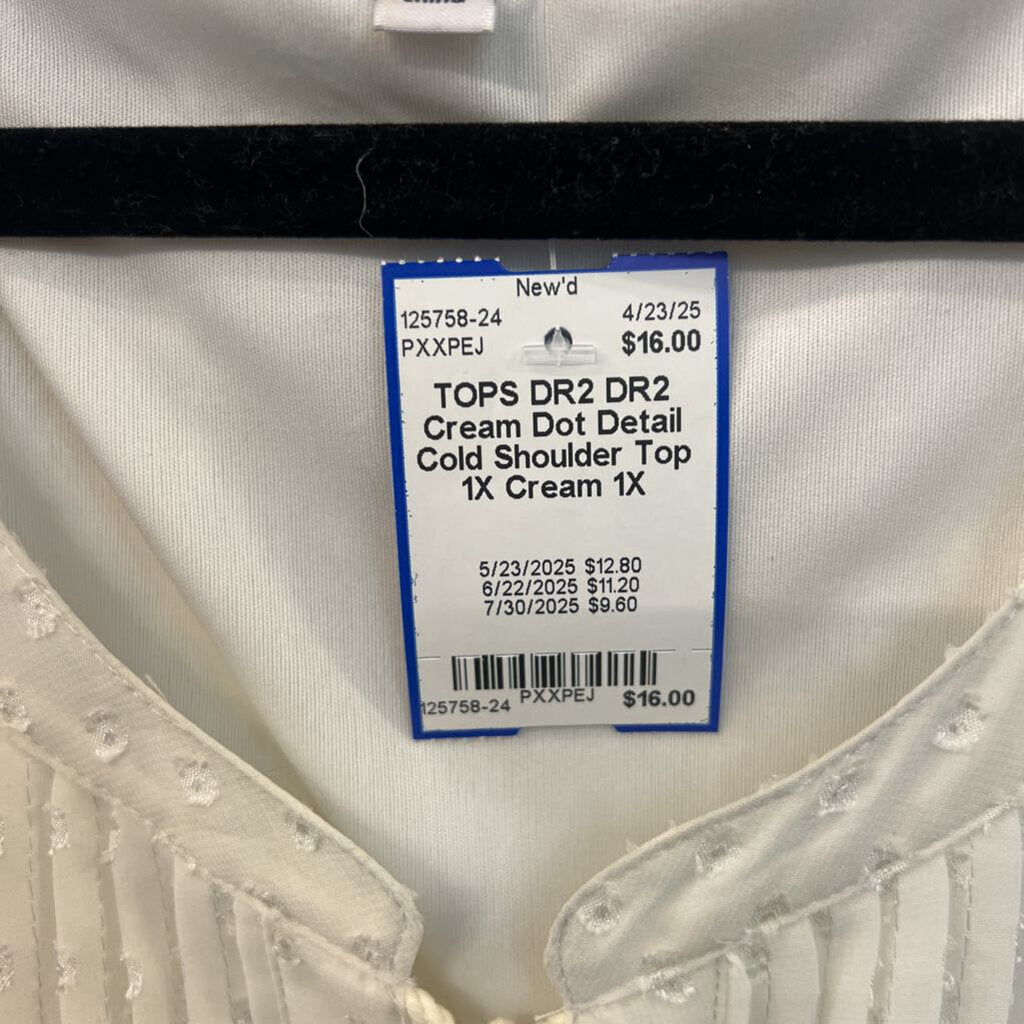 New'd
125758-24 4/23/25
PXXPEJ $16.00
TOPS DR2 DR2
Cream Dot Detail
Cold Shoulder Top
1X Cream 1X
5/23/2025 $12.80
6/22/2025 $11.20
7/30/2025 $9.60
125758-24 PXXPEJ $16.00